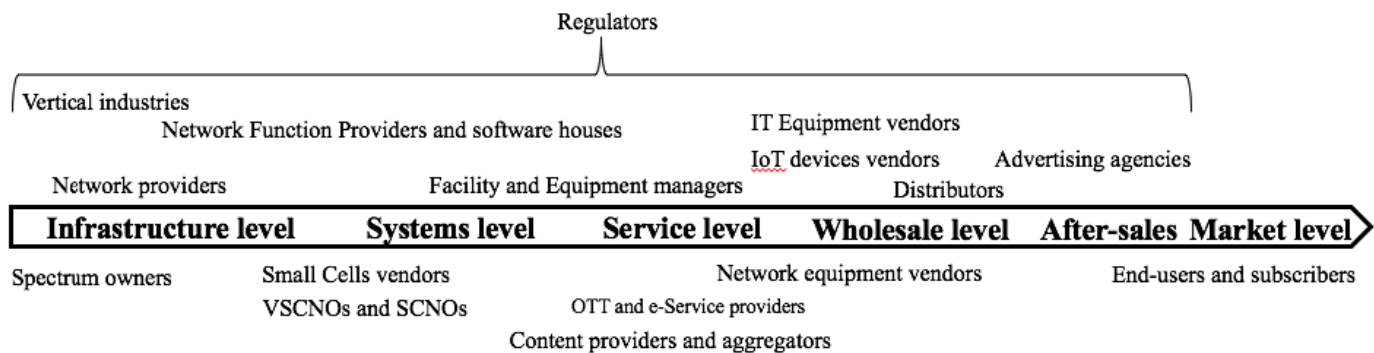 Regulators
Vertical industries
Network Function Providers and software houses
IT Equipment vendors
IoT devices vendors
Advertising agencies
Network providers
Facility and Equipment managers
Distributors
Infrastructure level
Systems level
Service level
Wholesale level
After-sales
Market level
Spectrum owners
Small Cells vendors
Network equipment vendors
End-users and subscribers
VSCNOs and SCNOs
OTT and e-Service providers
Content providers and aggregators